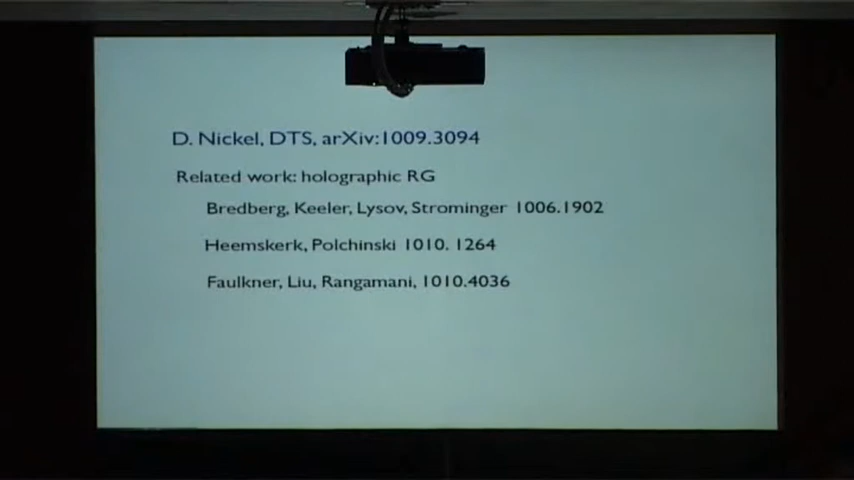 D. Nickel, DTS, arXiv:1009.3094
Related work: holographic RG
Bredberg, Keeler, Lysov, Strominger 1006.1902
Heemskerk, Polchinski 1010. 1264
Faulkner, Liu, Rangamani, 1010.4036